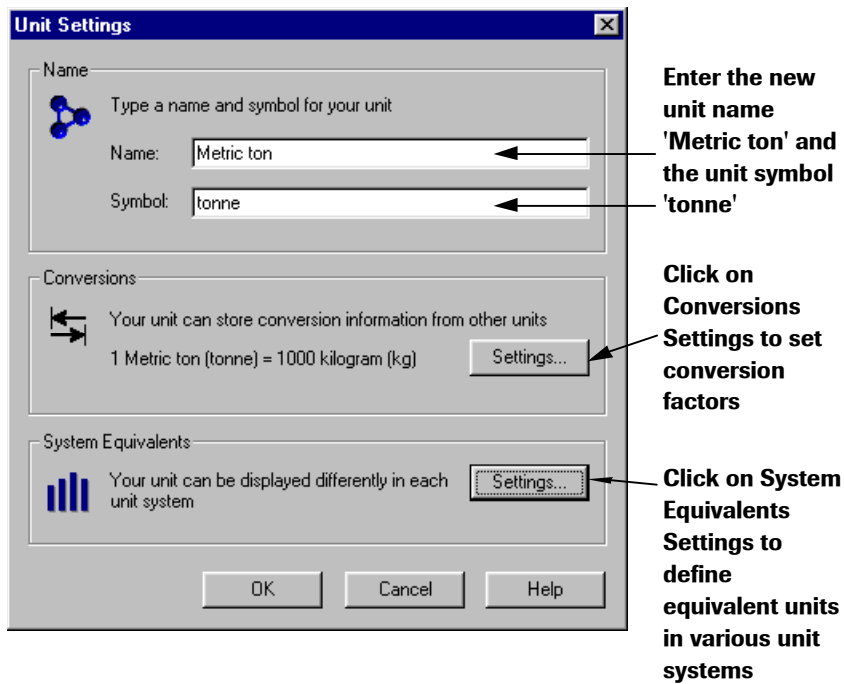 Unit Settings
Name
Type a name and symbol for your unit
Name: Metric ton
Symbol: tonne
Conversions
Your unit can store conversion information from other units
1 Metric ton (tonne) = 1000 kilogram (kg)
Settings...
System Equivalents
Your unit can be displayed differently in each
unit system
Settings...
OK Cancel Help
Enter the new
unit name
'Metric ton' and
the unit symbol
'tonne'
Click on
Conversions
Settings to set
conversion
factors
Click on System
Equivalents
Settings to
define
equivalent units
in various unit
systems